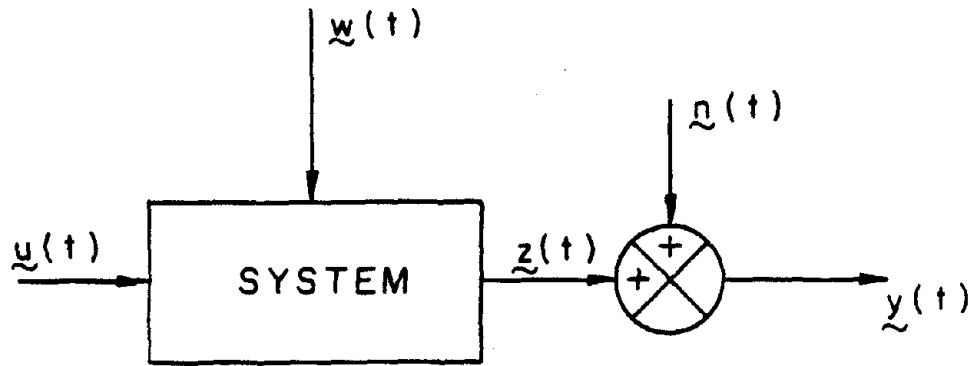 w(t)
n(t)
u(t)
SYSTEM
z(t)
+
+
y(t)